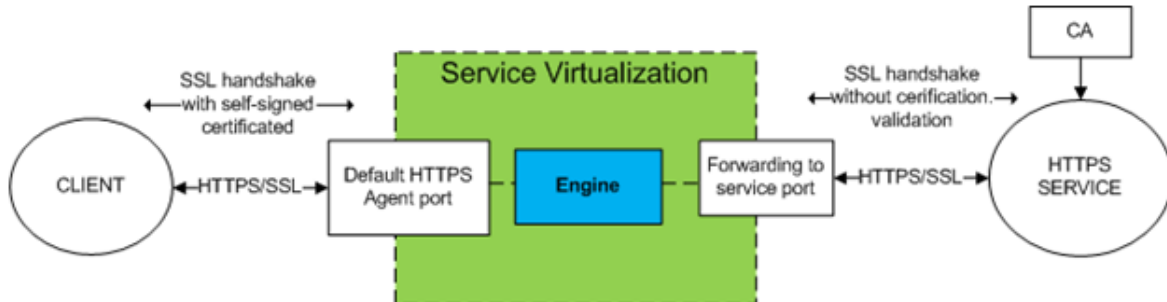 CA
Service Virtualization
SSL handshake
with self-signed
certificated
SSL handshake
without cerification.
validation
CLIENT
HTTPS/SSL
Default HTTPS
Agent port
Engine
Forwarding to
service port
HTTPS/SSL
HTTPS
SERVICE